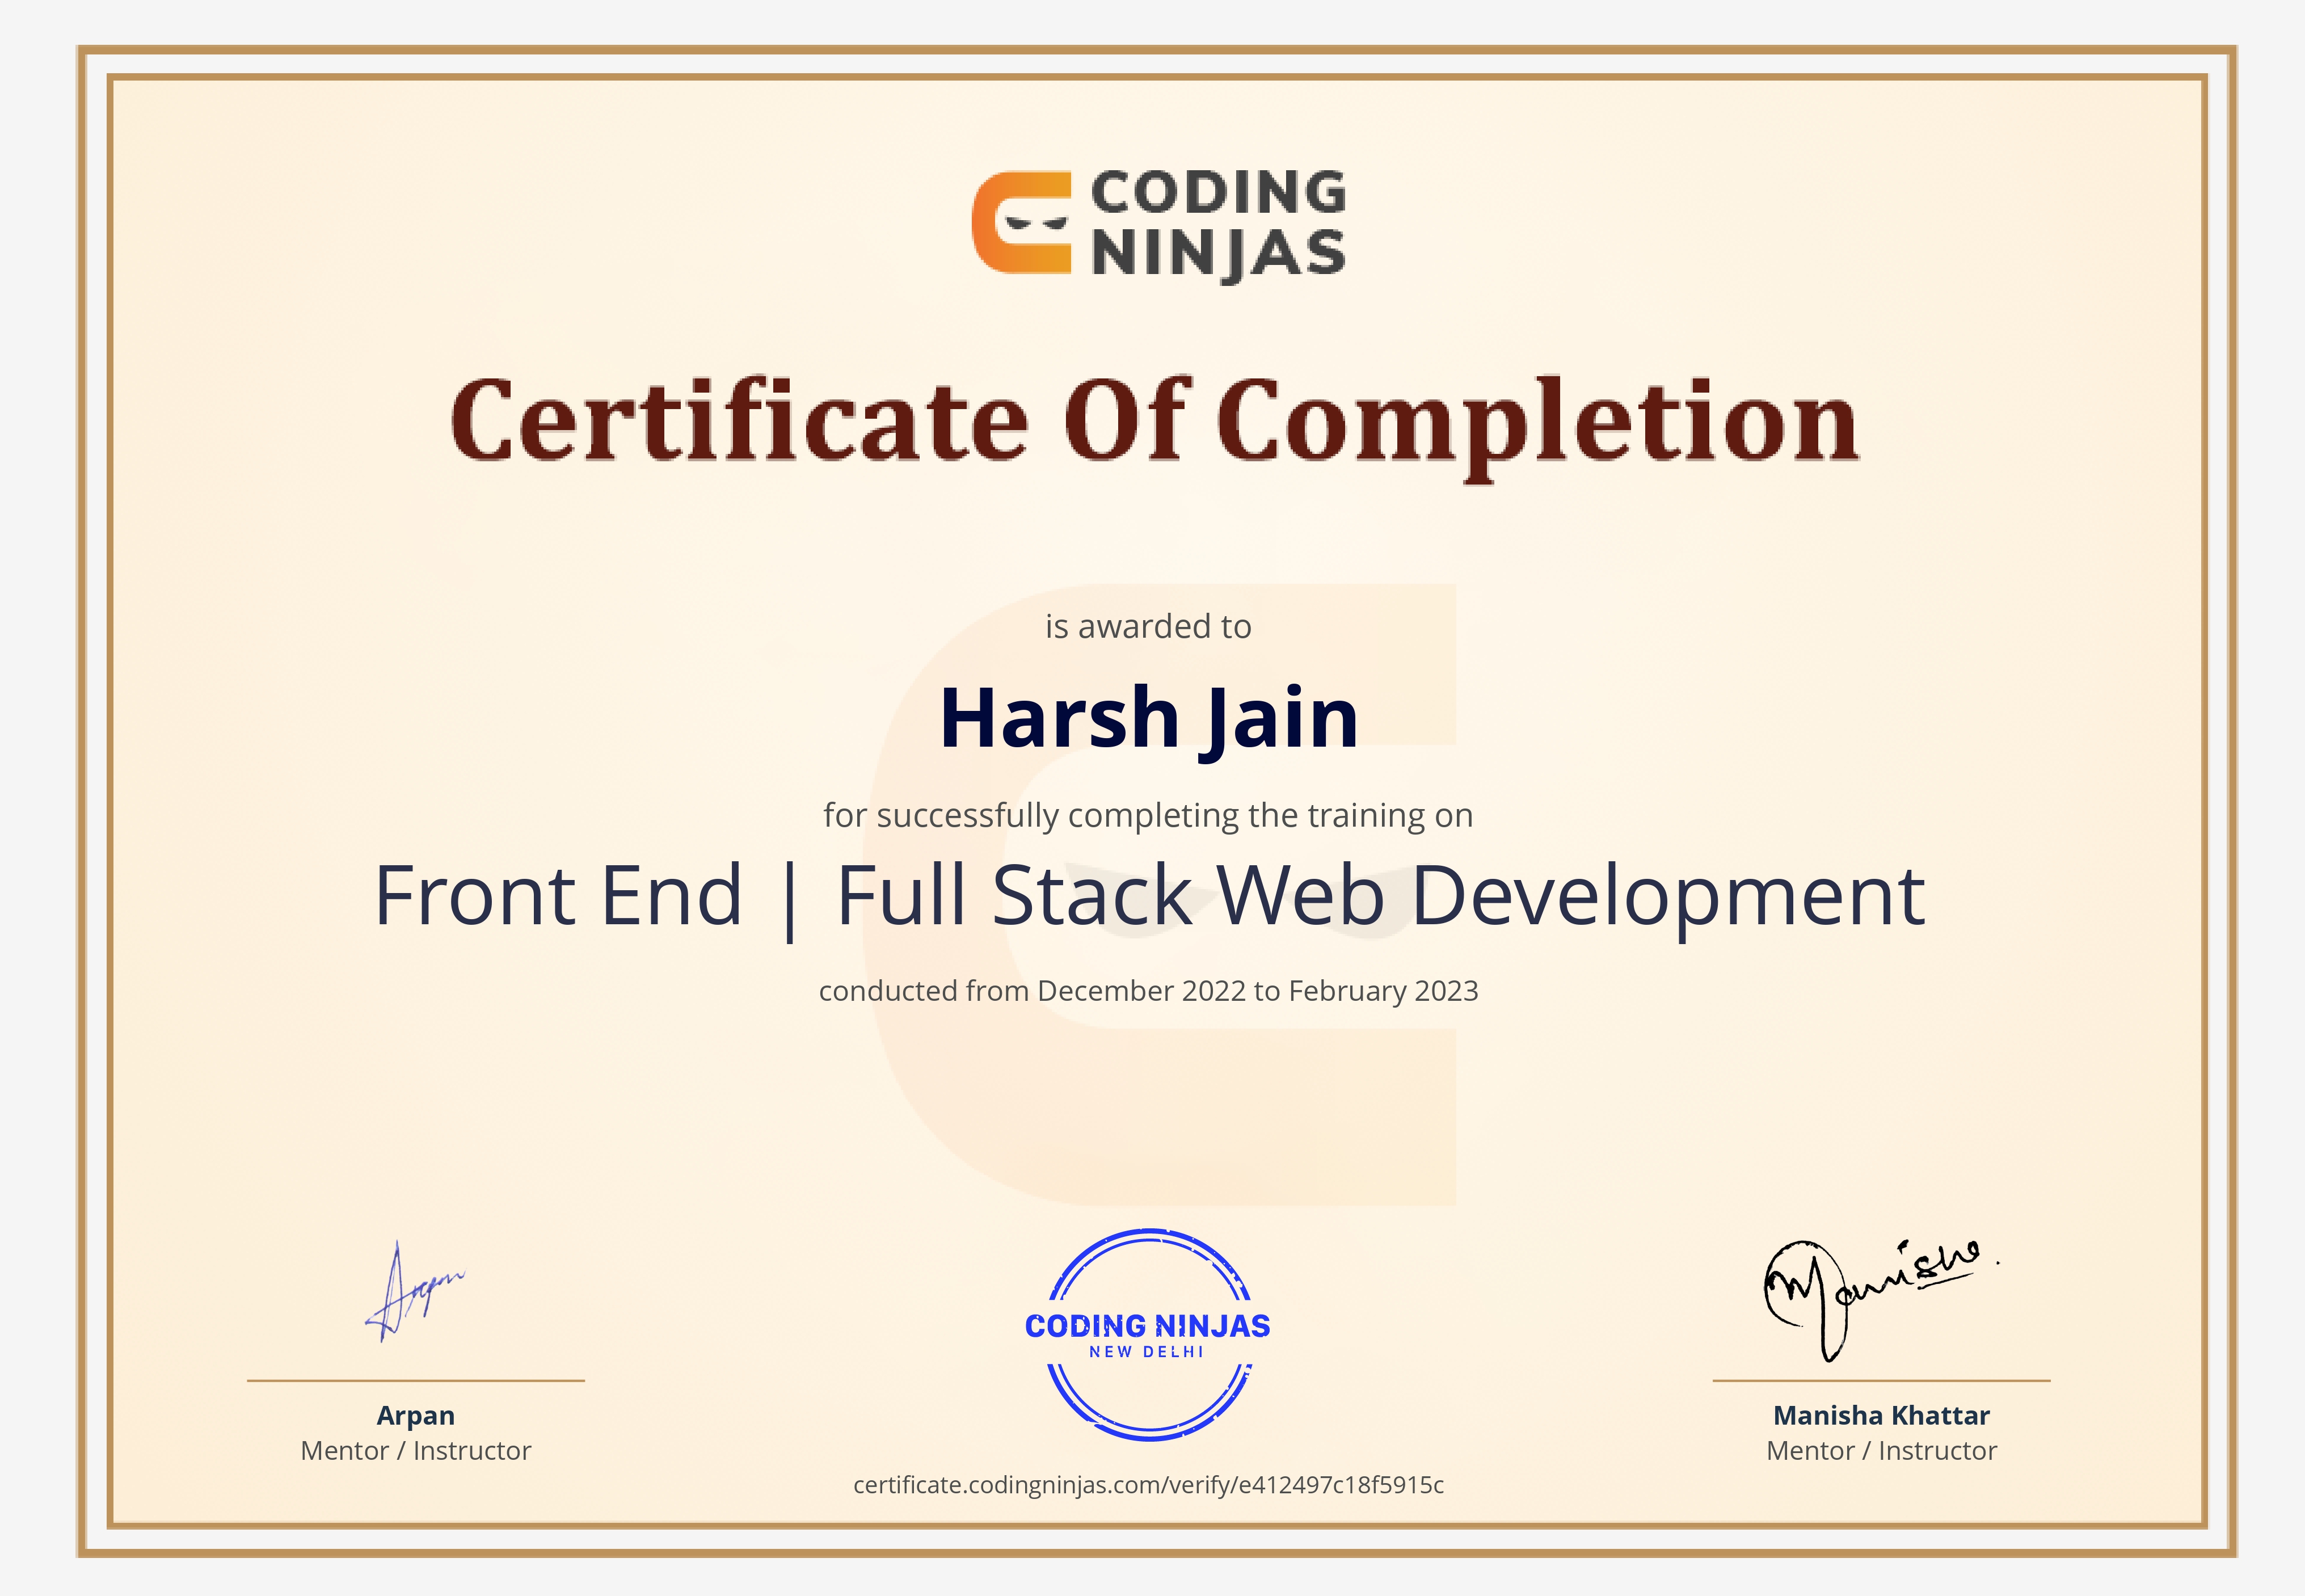 CODING
NINJAS
Certificate Of Completion
is awarded to
Harsh Jain
for successfully completing the training on
Front End | Full Stack Web Development
conducted from December 2022 to February 2023
Arpan
Manisha.
CODING NINJAS
NEW DELHI
Arpan
Mentor / Instructor
Manisha Khattar
Mentor / Instructor
certificate.codingninjas.com/verify/e412497c18f5915c